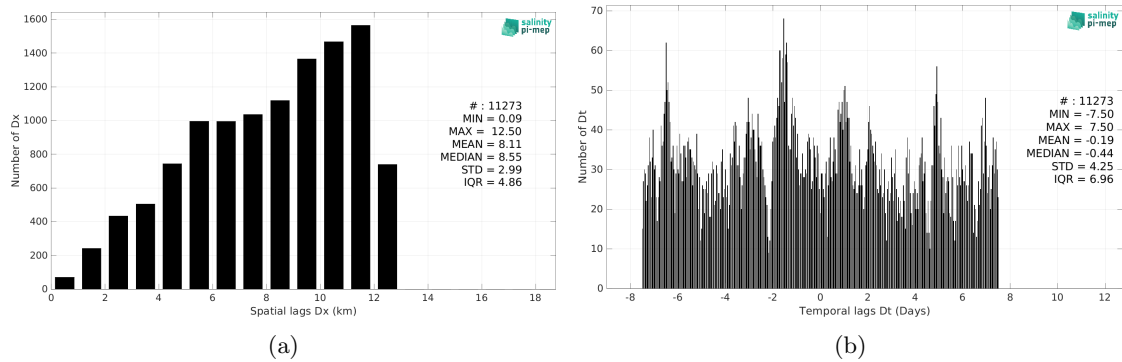 1600
1400
1200
1000
800
600
400
200
0
Number of Dx
0 2 4 6 8 10 12 14 16 18
Spatial lags Dx (km)
salinity
pi-mep
# : 11273
MIN = 0.09
MAX = 12.50
MEAN = 8.11
MEDIAN = 8.55
STD = 2.99
IQR = 4.86
(a)
70
60
50
40
30
20
10
0
Number of Dt
-8 -6 -4 -2 0 2 4 6 8 10 12
Temporal lags Dt (Days)
salinity
pi-mep
# : 11273
MIN = -7.50
MAX = 7.50
MEAN = -0.19
MEDIAN = -0.44
STD = 4.25
IQR = 6.96
(b)